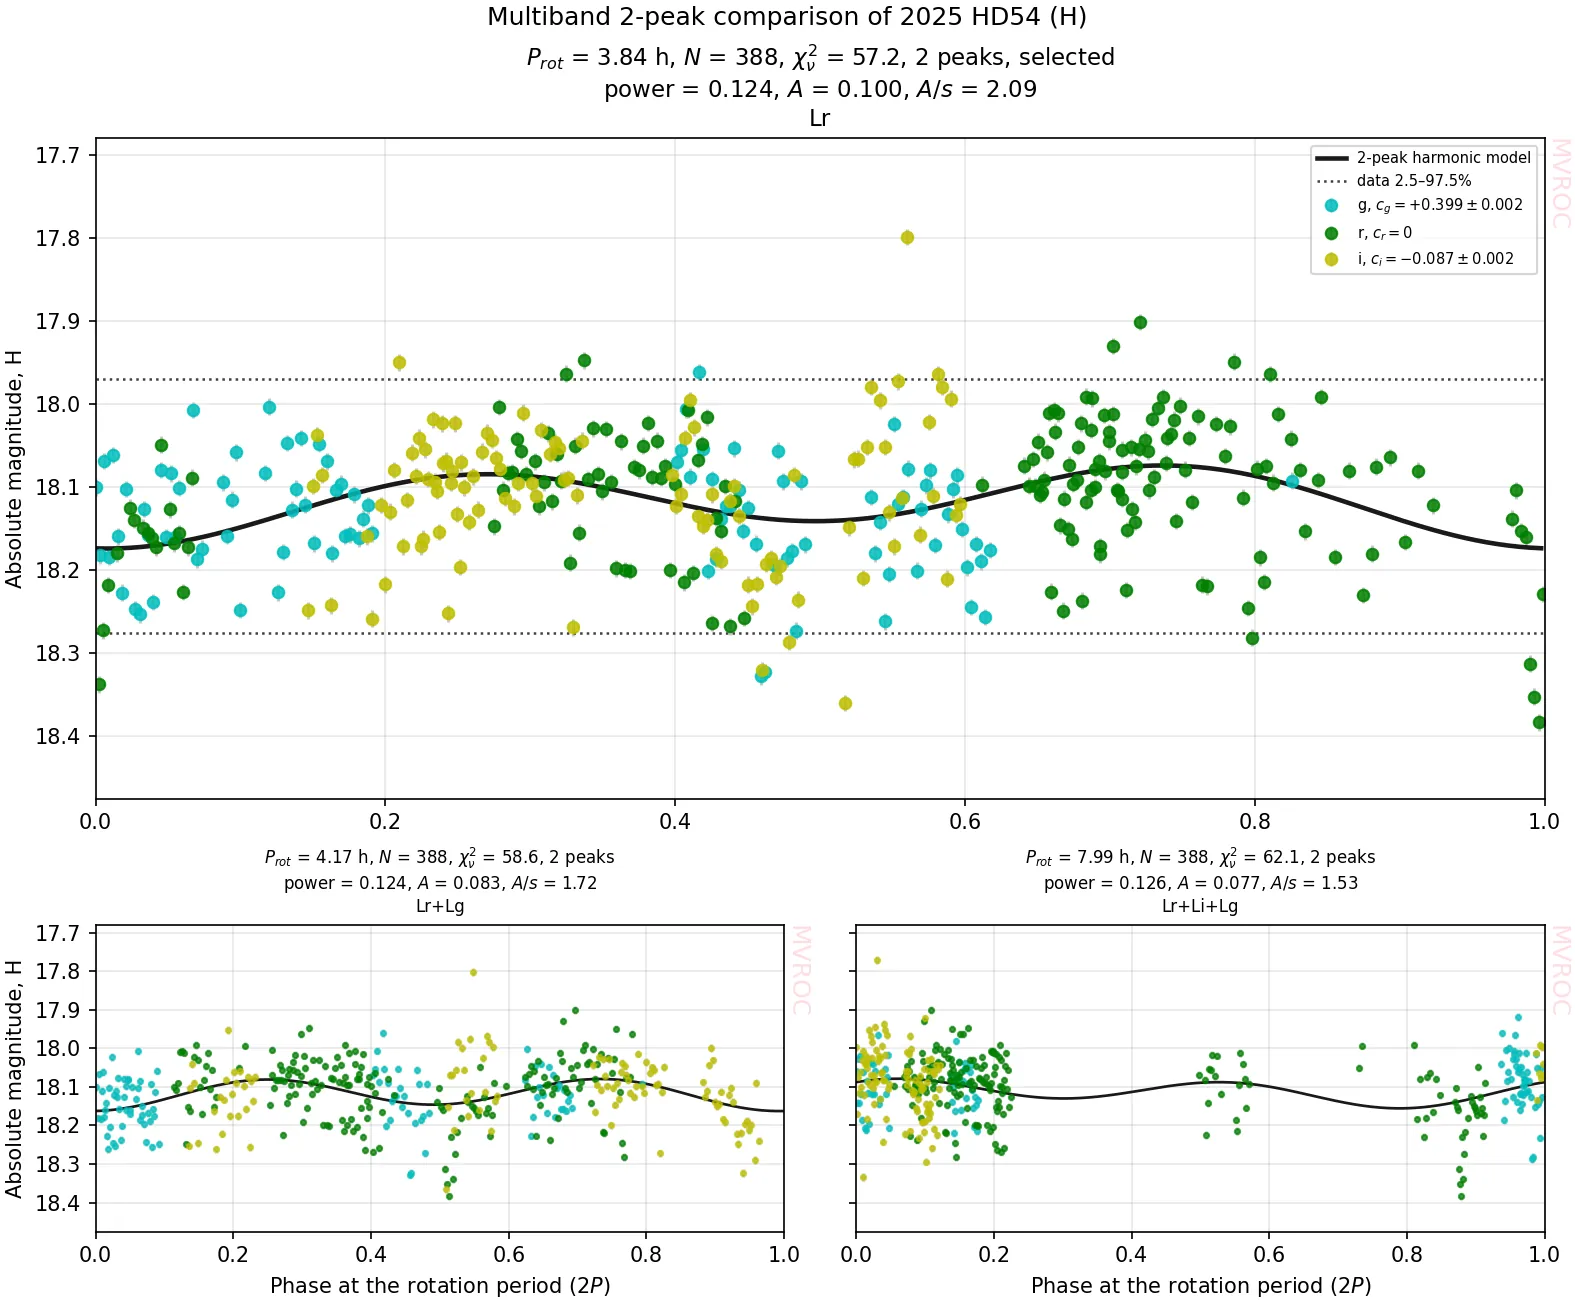 Multiband 2-peak comparison of 2025 HD54 (H)
P_rot = 3.84 h, N = 388, χ²_ν = 57.2, 2 peaks, selected
power = 0.124, A = 0.100, A/s = 2.09
Lr
MVROC
2-peak harmonic model
data 2.5–97.5%
g, c_g = +0.399 ± 0.002
r, c_r = 0
i, c_i = −0.087 ± 0.002
Absolute magnitude, H
17.7
17.8
17.9
18.0
18.1
18.2
18.3
18.4
0.0 0.2 0.4 0.6 0.8 1.0
P_rot = 4.17 h, N = 388, χ²_ν = 58.6, 2 peaks
power = 0.124, A = 0.083, A/s = 1.72
Lr+Lg
MVROC
Absolute magnitude, H
17.7
17.8
17.9
18.0
18.1
18.2
18.3
18.4
0.0 0.2 0.4 0.6 0.8 1.0
Phase at the rotation period (2P)
P_rot = 7.99 h, N = 388, χ²_ν = 62.1, 2 peaks
power = 0.126, A = 0.077, A/s = 1.53
Lr+Li+Lg
MVROC
0.0 0.2 0.4 0.6 0.8 1.0
Phase at the rotation period (2P)